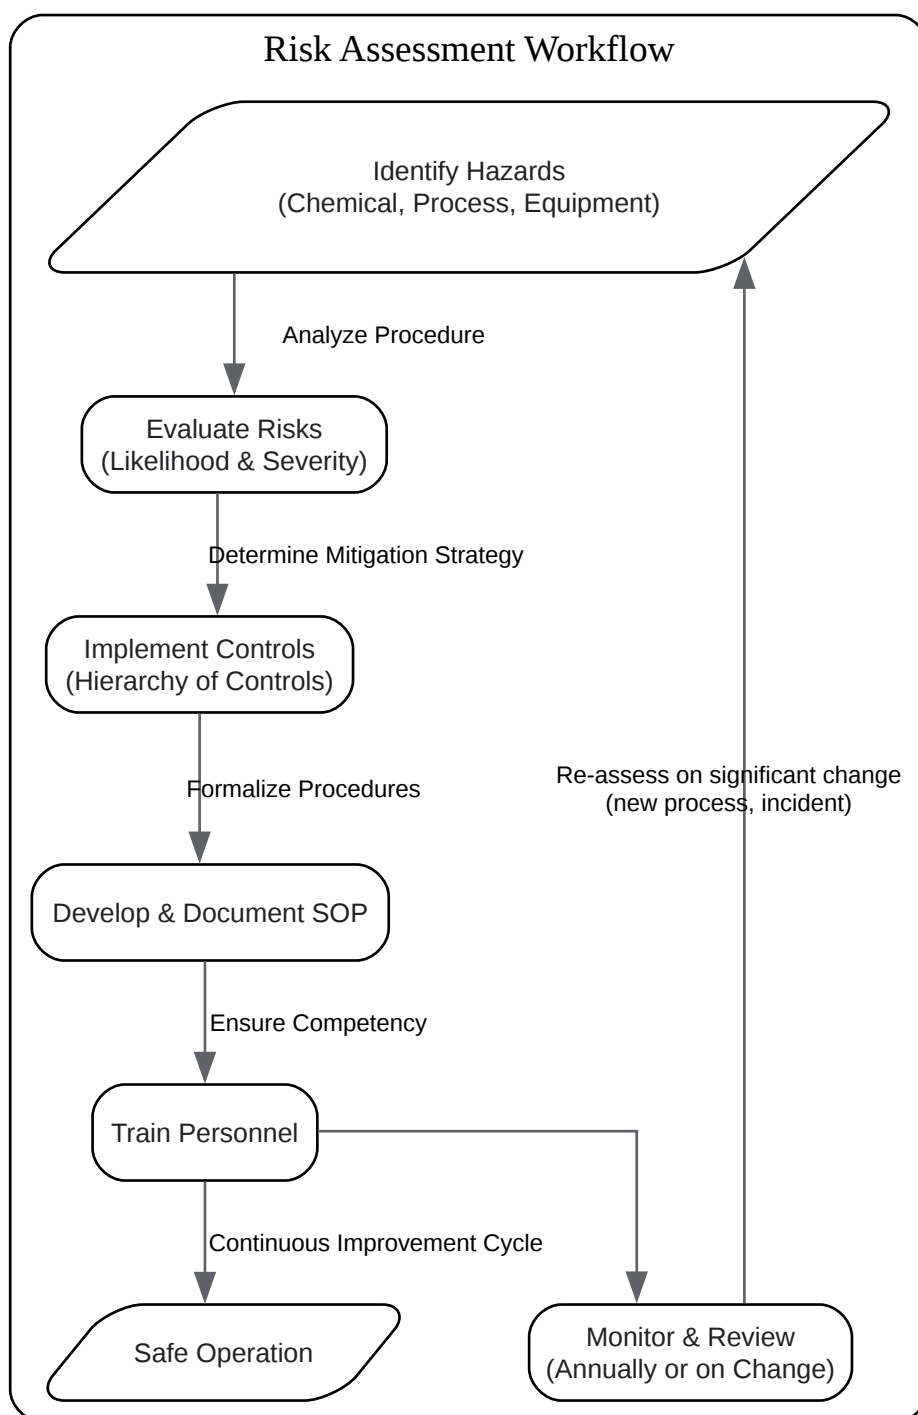 Risk Assessment Workflow
Identify Hazards
(Chemical, Process, Equipment)
Analyze Procedure
Evaluate Risks
(Likelihood & Severity)
Determine Mitigation Strategy
Implement Controls
(Hierarchy of Controls)
Formalize Procedures
Re-assess on significant change
(new process, incident)
Develop & Document SOP
Ensure Competency
Train Personnel
Continuous Improvement Cycle
Safe Operation
Monitor & Review
(Annually or on Change)